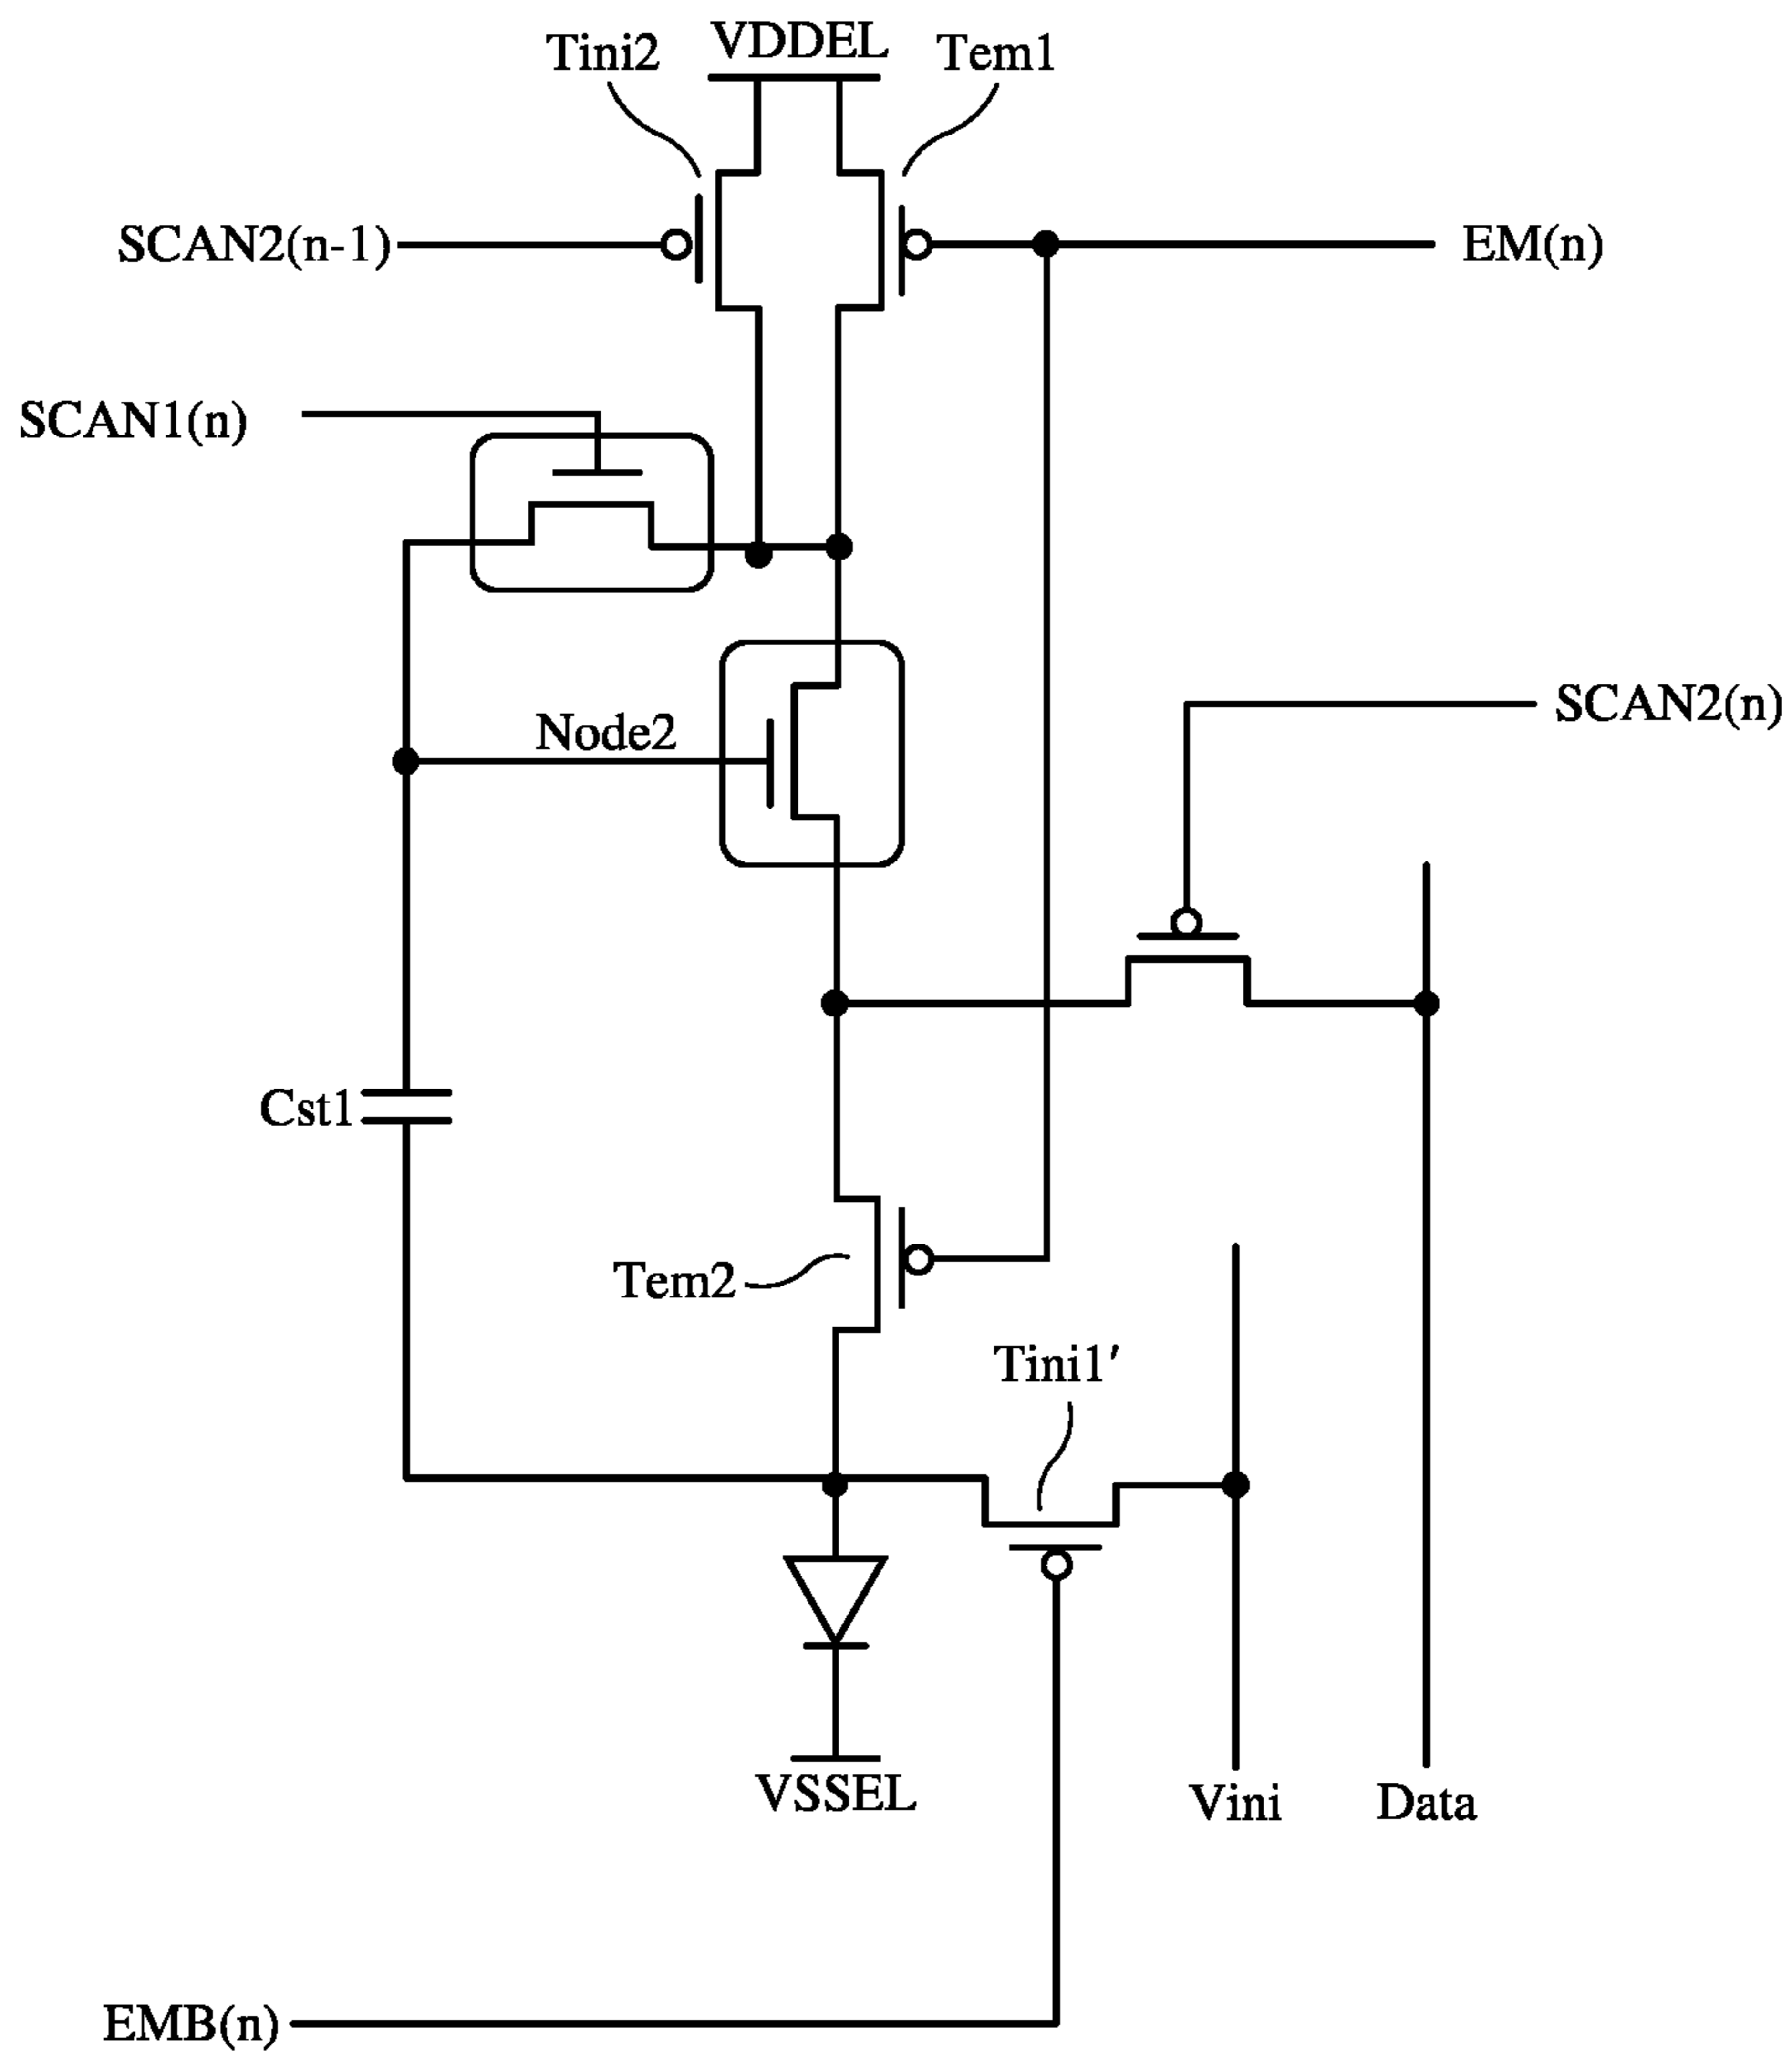 VDDEL
Tini2
Tem1
SCAN2(n-1)
EM(n)
SCAN1(n)
SCAN2(n)
Node2
Cst1
Tem2
Tini1′
VSSEL
Vini
Data
EMB(n)